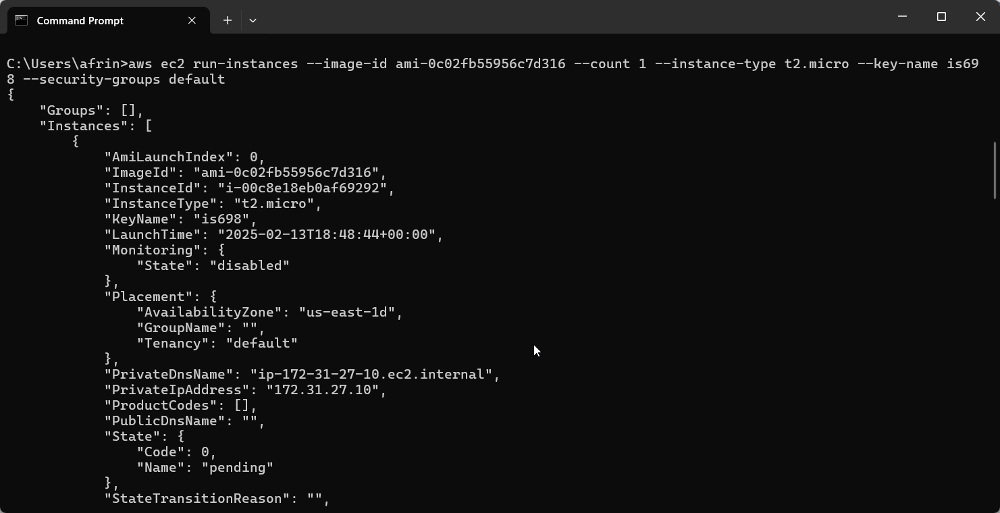 Command Prompt
C:\Users\afrin>aws ec2 run-instances --image-id ami-0c02fb55956c7d316 --count 1 --instance-type t2.micro --key-name is69
8 --security-groups default
{
    "Groups": [],
    "Instances": [
        {
            "AmiLaunchIndex": 0,
            "ImageId": "ami-0c02fb55956c7d316",
            "InstanceId": "i-00c8e18eb0af69292",
            "InstanceType": "t2.micro",
            "KeyName": "is698",
            "LaunchTime": "2025-02-13T18:48:44+00:00",
            "Monitoring": {
                "State": "disabled"
            },
            "Placement": {
                "AvailabilityZone": "us-east-1d",
                "GroupName": "",
                "Tenancy": "default"
            },
            "PrivateDnsName": "ip-172-31-27-10.ec2.internal",
            "PrivateIpAddress": "172.31.27.10",
            "ProductCodes": [],
            "PublicDnsName": "",
            "State": {
                "Code": 0,
                "Name": "pending"
            },
            "StateTransitionReason": "",